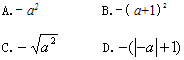 A.- a² B.-( a+1)²
C.- √a² D.-(|-a|+1)